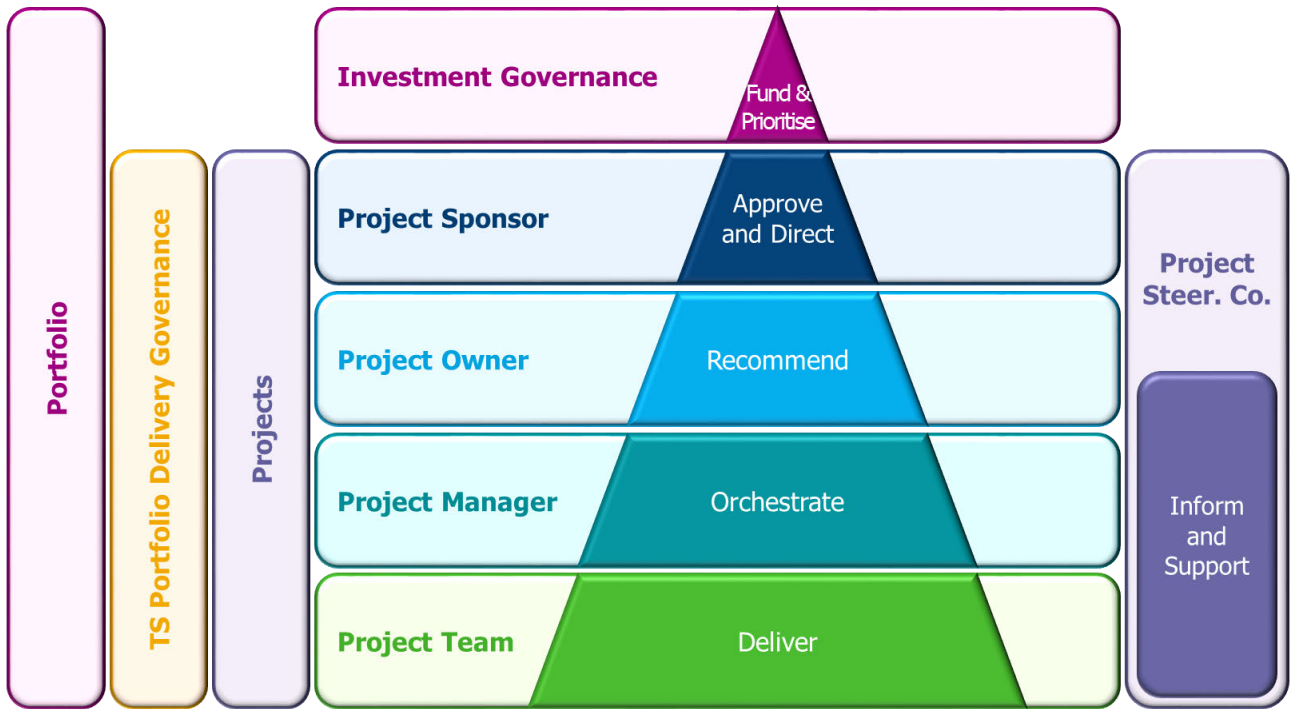 Portfolio
TS Portfolio Delivery Governance
Projects
Investment Governance
Fund &
Prioritise
Project Sponsor
Approve
and Direct
Project Owner
Recommend
Project Manager
Orchestrate
Project Team
Deliver
Project
Steer. Co.
Inform
and
Support